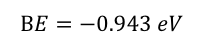 BE = −0.943 eV